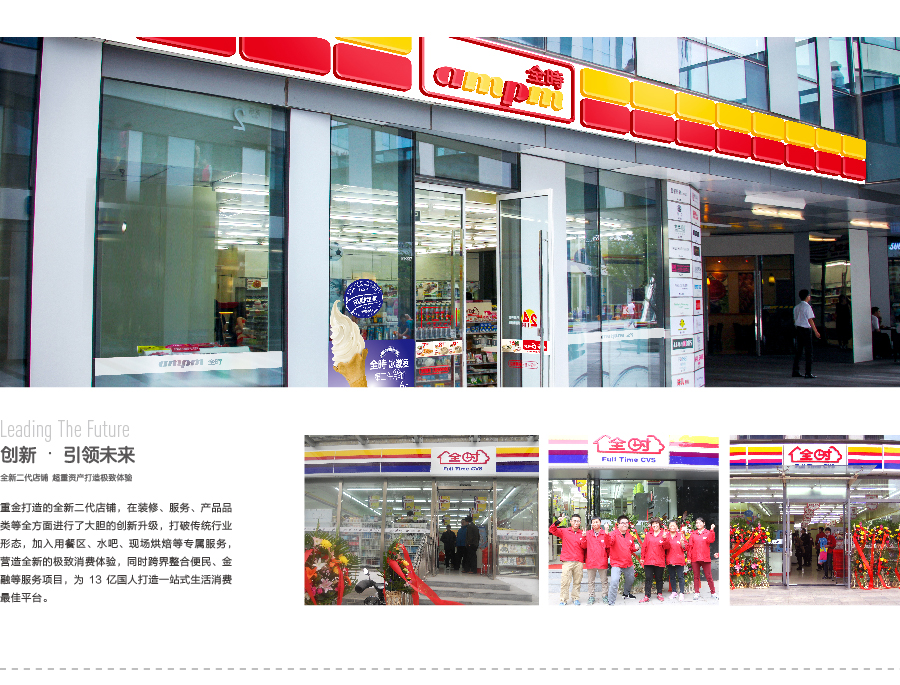 全時
ampm
24
全時 冰激凌
ampm 全時
Leading The Future
创新 · 引领未来
全新二代店铺 超重资产打造极致体验
重金打造的全新二代店铺，在装修、服务、产品品
类等全方面进行了大胆的创新升级，打破传统行业
形态，加入用餐区、水吧、现场烘焙等专属服务，
营造全新的极致消费体验，同时跨界整合便民、金
融等服务项目，为 13 亿国人打造一站式生活消费
最佳平台。
全时
Full Time CVS
全时
Full Time CVS
全时
Full Time CVS